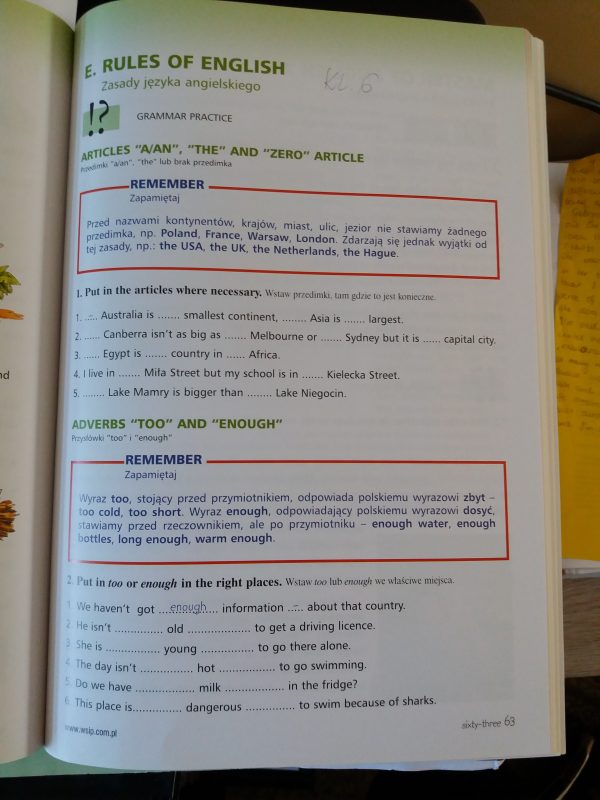 E. RULES OF ENGLISH
Zasady języka angielskiego
KL. 6
!?
GRAMMAR PRACTICE
ARTICLES "A/AN", "THE" AND "ZERO" ARTICLE
Przedimki "a/an", "the" lub brak przedimka
REMEMBER
Zapamiętaj
Przed nazwami kontynentów, krajów, miast, ulic, jezior nie stawiamy żadnego
przedimka, np. Poland, France, Warsaw, London. Zdarzają się jednak wyjątki od
tej zasady, np.: the USA, the UK, the Netherlands, the Hague.
1. Put in the articles where necessary. Wstaw przedimki, tam gdzie to jest konieczne.
1. ..-.. Australia is ....... smallest continent, ........ Asia is ...... largest.
2. ...... Canberra isn't as big as ....... Melbourne or ...... Sydney but it is ...... capital city.
3. ...... Egypt is ....... country in ...... Africa.
4. I live in ....... Miła Street but my school is in ....... Kielecka Street.
5. ........ Lake Mamry is bigger than ........ Lake Niegocin.
ADVERBS "TOO" AND "ENOUGH"
Przysłówki "too" i "enough"
REMEMBER
Zapamiętaj
Wyraz too, stojący przed przymiotnikiem, odpowiada polskiemu wyrazowi zbyt –
too cold, too short. Wyraz enough, odpowiadający polskiemu wyrazowi dosyć,
stawiamy przed rzeczownikiem, ale po przymiotniku – enough water, enough
bottles, long enough, warm enough.
2. Put in too or enough in the right places. Wstaw too lub enough we właściwe miejsca.
1. We haven't got ...enough... information ..-.. about that country.
2. He isn't .............. old .................. to get a driving licence.
3. She is ................ young ................ to go there alone.
4. The day isn't ............... hot ................ to go swimming.
5. Do we have ................. milk ................. in the fridge?
6. This place is.............. dangerous .............. to swim because of sharks.
www.wsip.com.pl
sixty-three 63